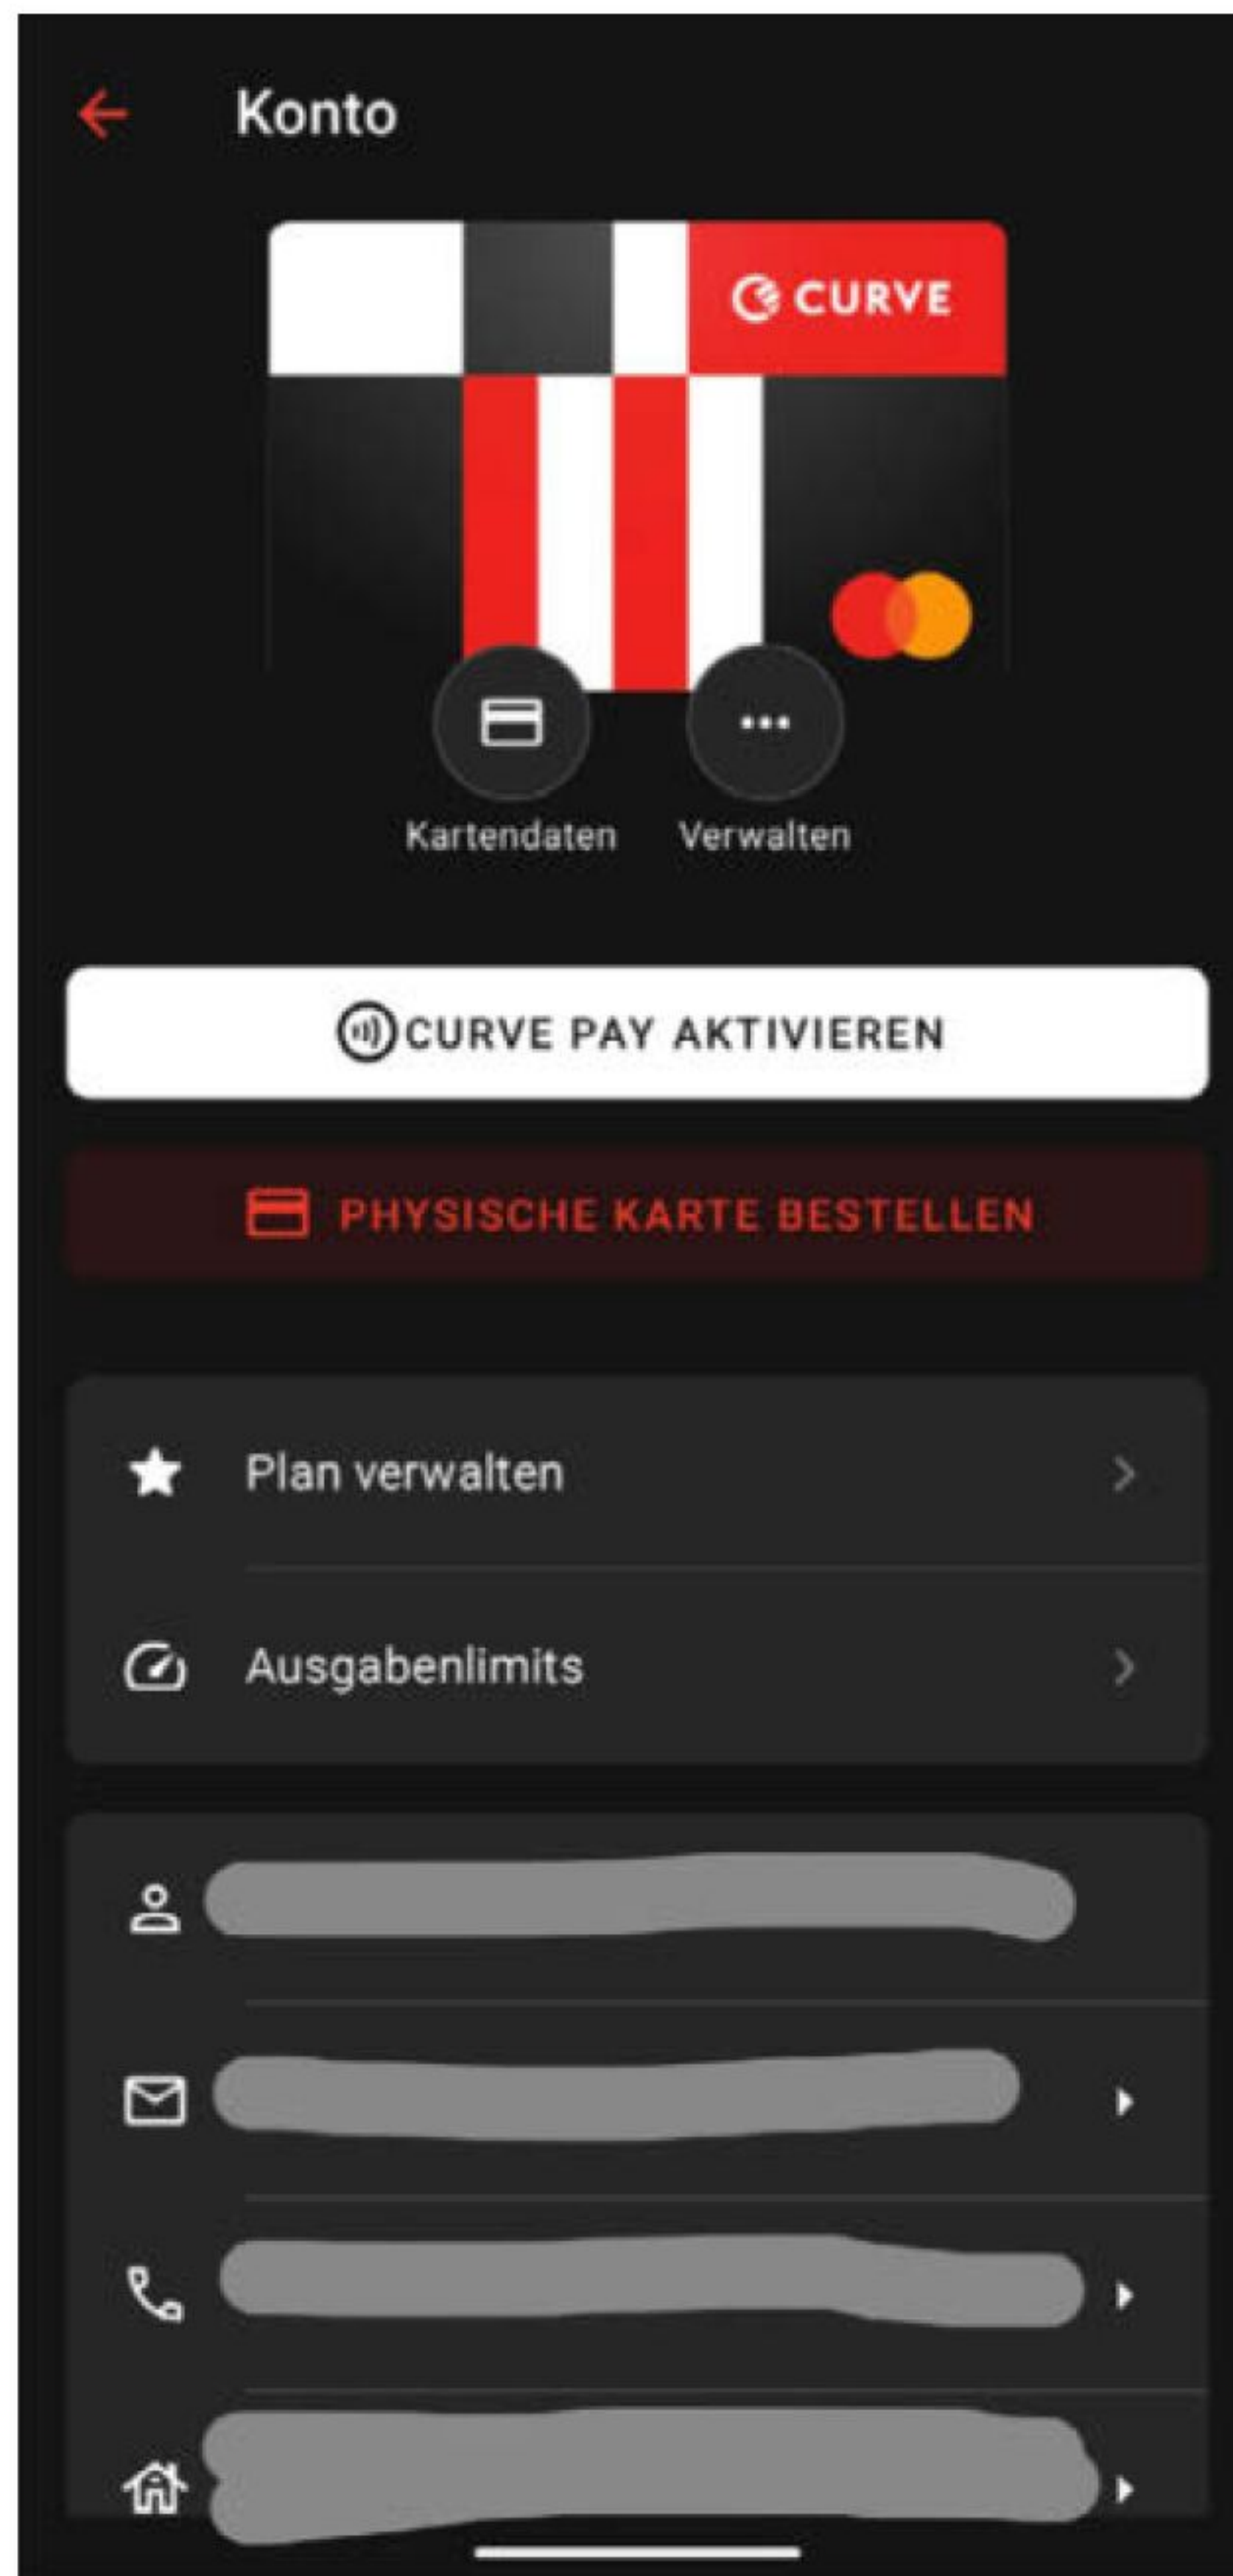 Konto
CURVE
Kartendaten
Verwalten
CURVE PAY AKTIVIEREN
PHYSISCHE KARTE BESTELLEN
Plan verwalten
Ausgabenlimits